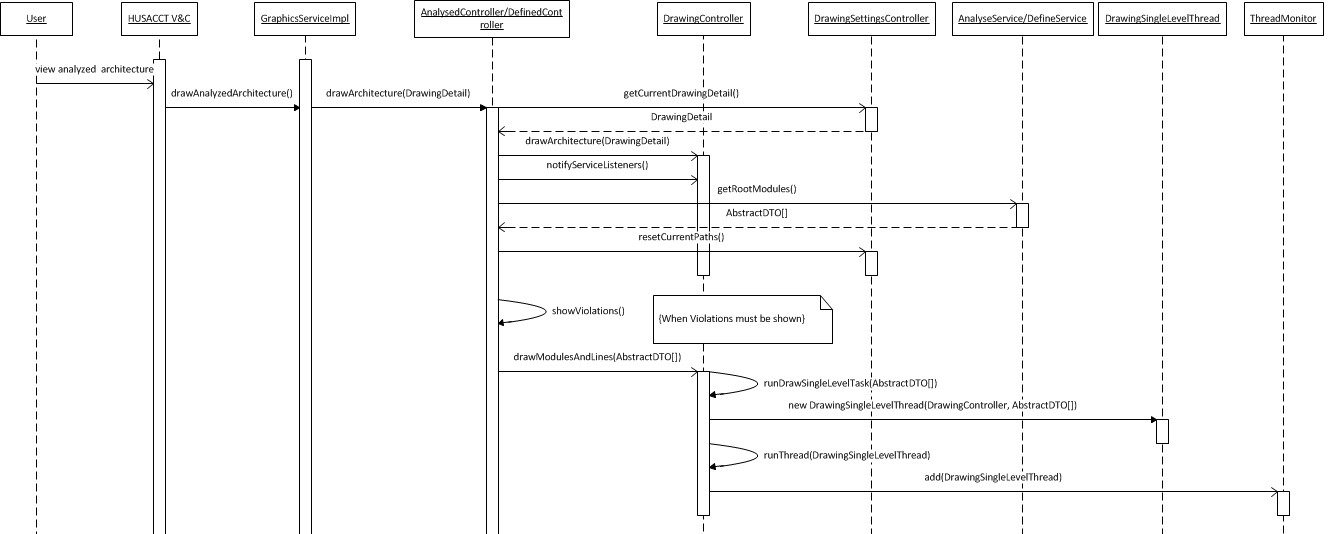 User
HUSACCT V&C
GraphicsServiceImpl
AnalysedController/DefinedCont
roller
DrawingController
DrawingSettingsController
AnalyseService/DefineService
DrawingSingleLevelThread
ThreadMonitor
view analyzed architecture
drawAnalyzedArchitecture()
drawArchitecture(DrawingDetail)
getCurrentDrawingDetail()
DrawingDetail
drawArchitecture(DrawingDetail)
notifyServiceListeners()
getRootModules()
AbstractDTO[]
resetCurrentPaths()
showViolations()
{When Violations must be shown}
drawModulesAndLines(AbstractDTO[])
runDrawSingleLevelTask(AbstractDTO[])
new DrawingSingleLevelThread(DrawingController, AbstractDTO[])
runThread(DrawingSingleLevelThread)
add(DrawingSingleLevelThread)